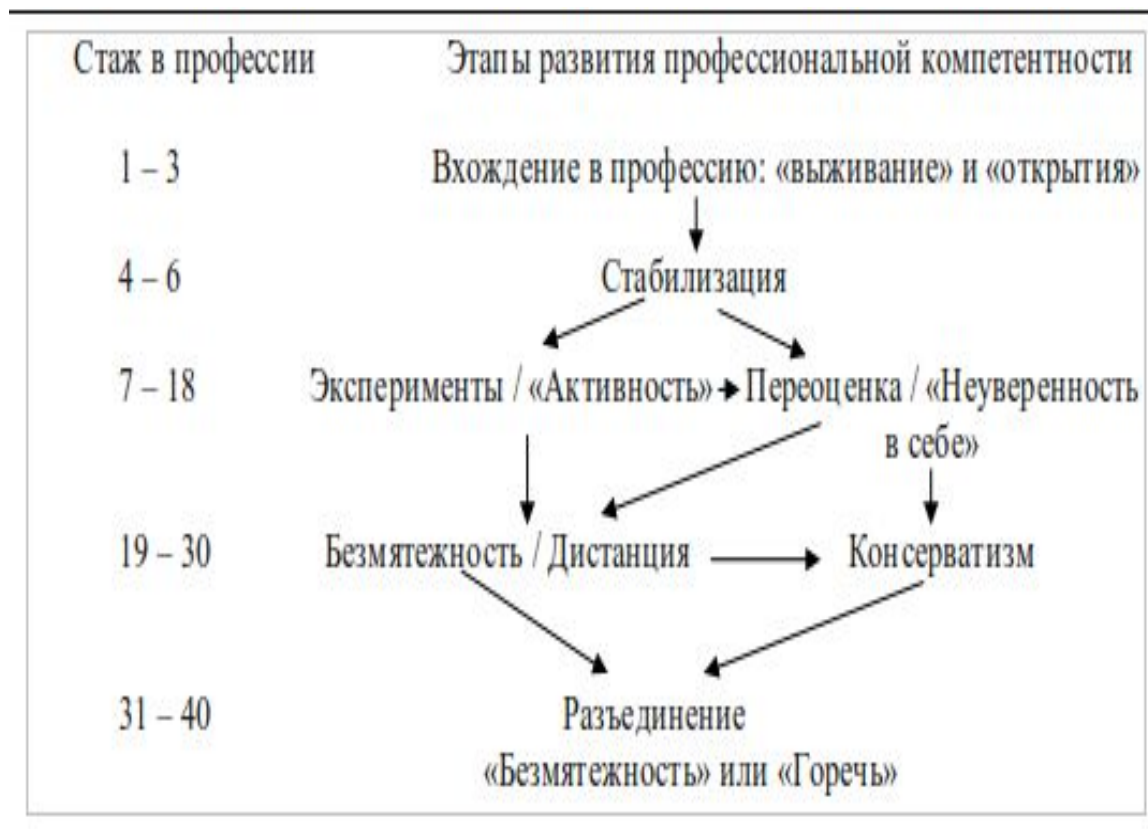 Стаж в профессии Этапы развития профессиональной компетентности
1 – 3 Вхождение в профессию: «выживание» и «открытия»
4 – 6 Стабилизация
7 – 18 Эксперименты / «Активность» Переоценка / «Неуверенность
в себе»
19 – 30 Безмятежность / Дистанция Консерватизм
31 – 40 Разъединение
«Безмятежность» или «Горечь»